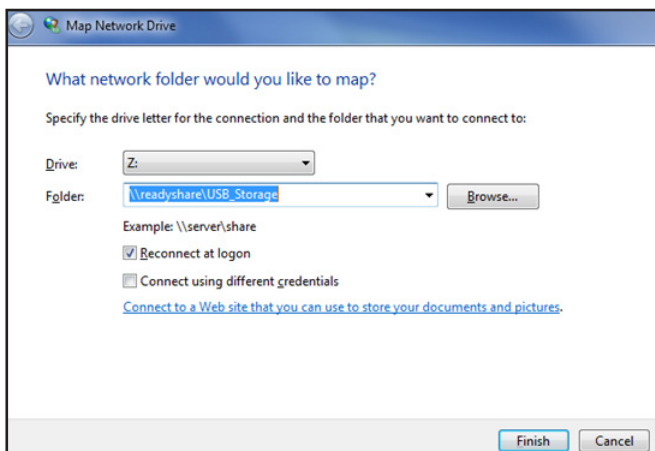 Map Network Drive
What network folder would you like to map?
Specify the drive letter for the connection and the folder that you want to connect to:
Drive: Z:
Folder: \\readyshare\USB_Storage Browse...
Example: \\server\share
Reconnect at logon
Connect using different credentials
Connect to a Web site that you can use to store your documents and pictures.
Finish Cancel